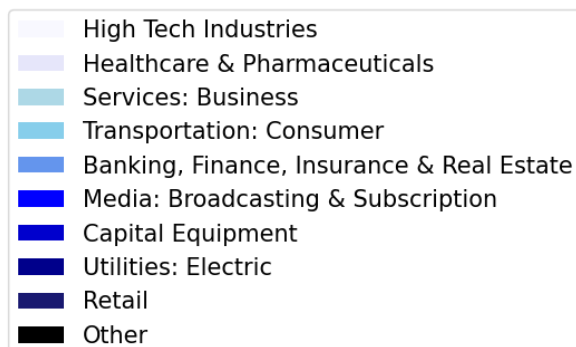 High Tech Industries
Healthcare & Pharmaceuticals
Services: Business
Transportation: Consumer
Banking, Finance, Insurance & Real Estate
Media: Broadcasting & Subscription
Capital Equipment
Utilities: Electric
Retail
Other